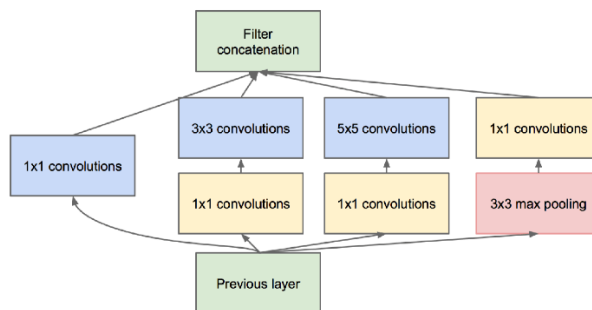 Filter
concatenation
3x3 convolutions
5x5 convolutions
1x1 convolutions
1x1 convolutions
1x1 convolutions
1x1 convolutions
3x3 max pooling
Previous layer